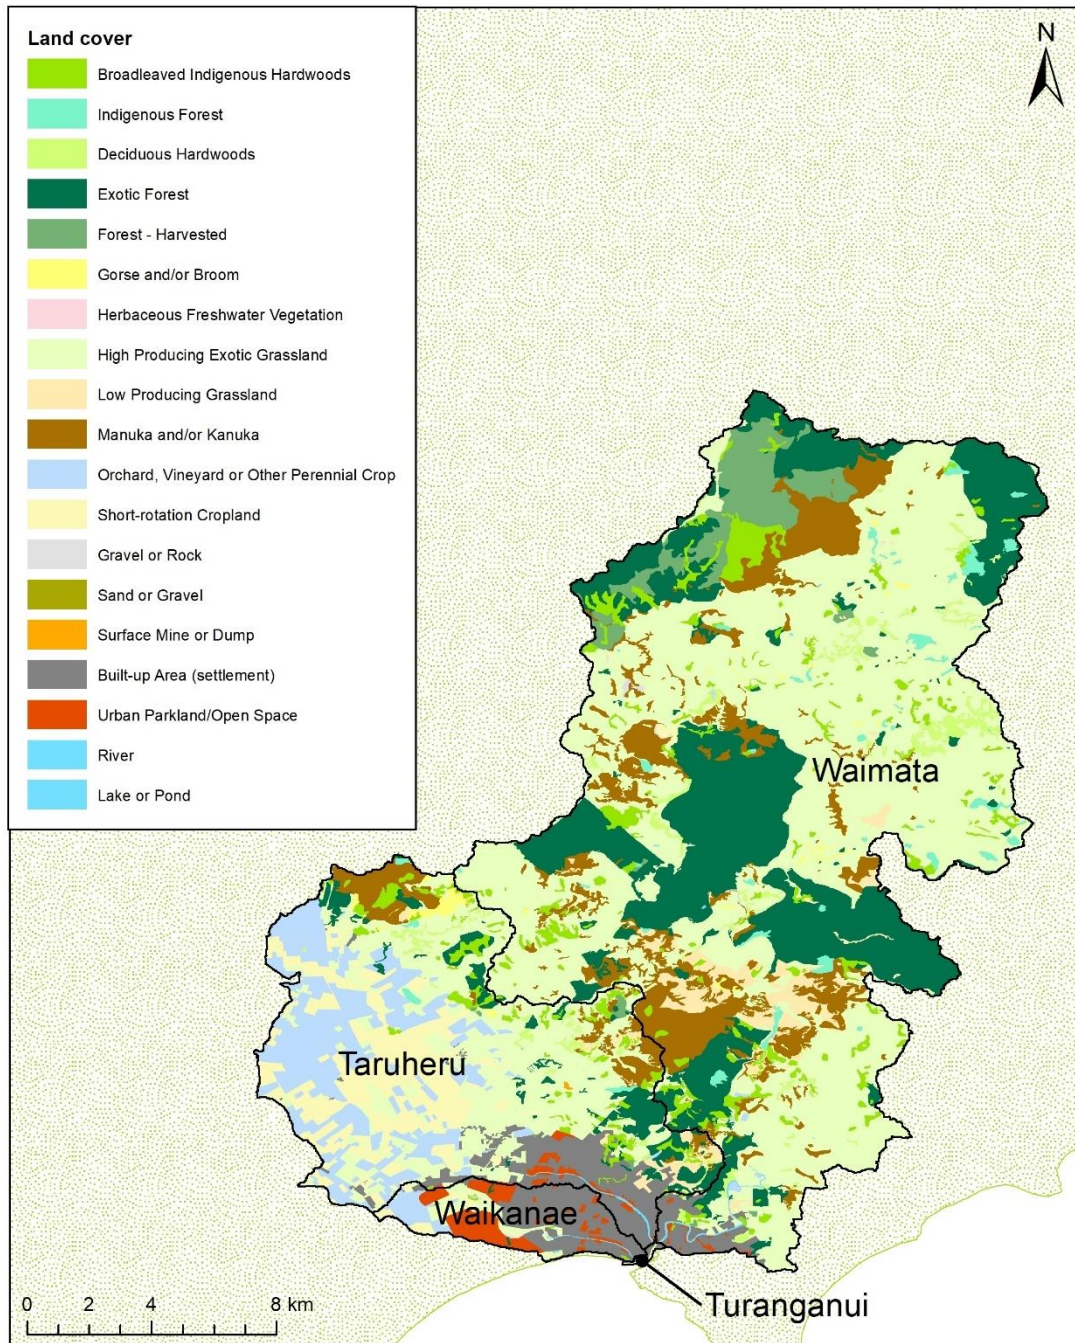 Land cover
Broadleaved Indigenous Hardwoods
Indigenous Forest
Deciduous Hardwoods
Exotic Forest
Forest - Harvested
Gorse and/or Broom
Herbaceous Freshwater Vegetation
High Producing Exotic Grassland
Low Producing Grassland
Manuka and/or Kanuka
Orchard, Vineyard or Other Perennial Crop
Short-rotation Cropland
Gravel or Rock
Sand or Gravel
Surface Mine or Dump
Built-up Area (settlement)
Urban Parkland/Open Space
River
Lake or Pond
N
Waimata
Taruheru
Waikanae
Turanganui
0 2 4 8 km